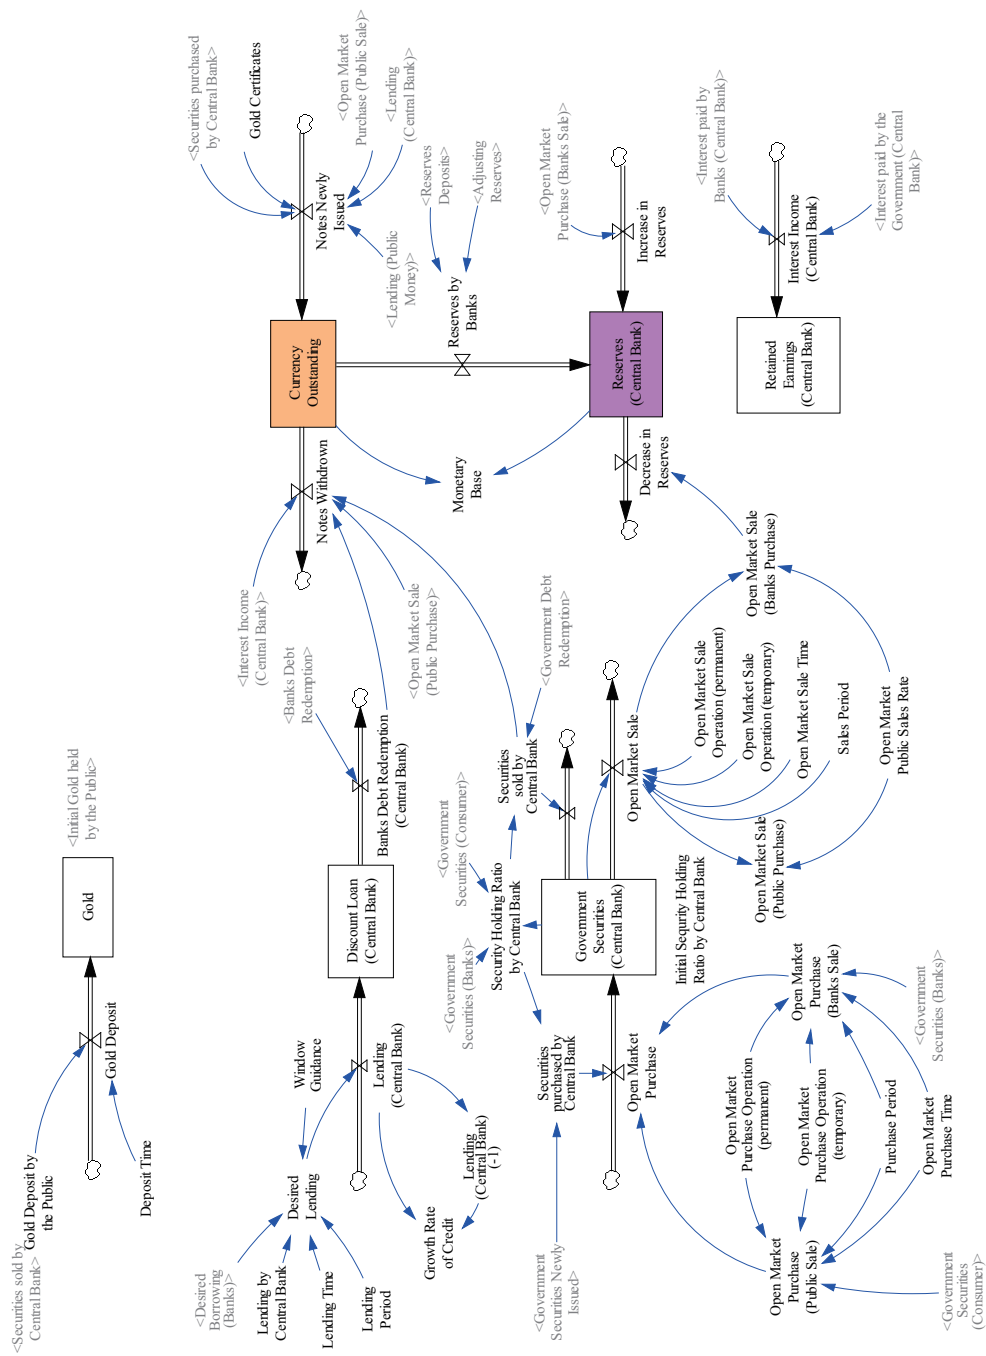 <Securities sold by
Central Bank>
Gold Deposit by
the Public
Deposit Time
Gold Deposit
Gold
<Initial Gold held
by the Public>
<Desired
Borrowing
(Banks)>
Lending by
Central Bank
Lending Time
Lending
Period
Desired
Lending
Window
Guidance
Lending
(Central Bank)
Growth Rate
of Credit
Lending
(Central Bank)
(-1)
Discount Loan
(Central Bank)
Banks Debt Redemption
(Central Bank)
<Banks Debt
Redemption>
<Interest Income
(Central Bank)>
<Open Market Sale
(Public Purchase)>
Notes Withdrown
Currency
Outstanding
Notes Newly
Issued
<Securities purchased
by Central Bank>
Gold Certificates
<Open Market
Purchase (Public Sale)>
<Lending
(Central Bank)>
<Lending (Public
Money)>
<Reserves
Deposits>
<Adjusting
Reserves>
Reserves by
Banks
Monetary
Base
<Government
Securities (Consumer)>
<Government
Securities (Banks)>
Security Holding Ratio
by Central Bank
Securities
sold by
Central Bank
<Government Debt
Redemption>
<Government
Securities Newly
Issued>
Securities
purchased by
Central Bank
Government
Securities
(Central Bank)
Open Market
Purchase
Initial Sequrity Holding
Ratio by Central Bank
Open Market Sale
<Open Market
Purchase (Banks Sale)>
Increase in
Reserves
Reserves
(Central Bank)
Decrease in
Reserves
Open Market Sale
Operation (permanent)
Open Market Sale
Operation (temporary)
Open Market Sale Time
Sales Period
Open Market
Public Sales Rate
Open Market Sale
(Public Purchase)
Open Market Sale
(Banks Purchase)
Open Market
Purchase
(Public Sale)
Open Market
Purchase Operation
(permanent)
Open Market
Purchase Operation
(temporary)
Purchase Period
Open Market
Purchase Time
Open Market
Purchase
(Banks Sale)
<Government
Securities (Banks)>
<Government
Securities
(Consumer)>
<Interest paid by
Banks (Central Bank)>
Interest Income
(Central Bank)
<Interest paid by the
Government (Central
Bank)>
Retained
Earnings
(Central Bank)